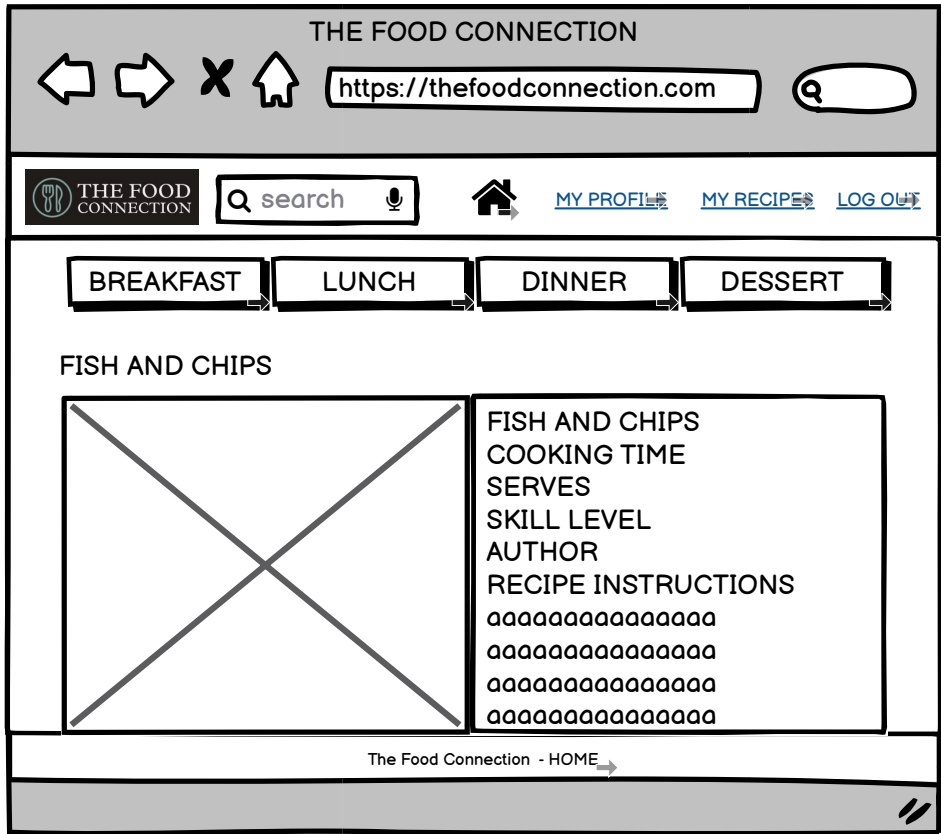 THE FOOD CONNECTION
https://thefoodconnection.com
THE FOOD
CONNECTION
search
MY PROFILE
MY RECIPES
LOG OUT
BREAKFAST
LUNCH
DINNER
DESSERT
FISH AND CHIPS
FISH AND CHIPS
COOKING TIME
SERVES
SKILL LEVEL
AUTHOR
RECIPE INSTRUCTIONS
aaaaaaaaaaaaaaa
aaaaaaaaaaaaaaa
aaaaaaaaaaaaaaa
aaaaaaaaaaaaaaa
The Food Connection - HOME